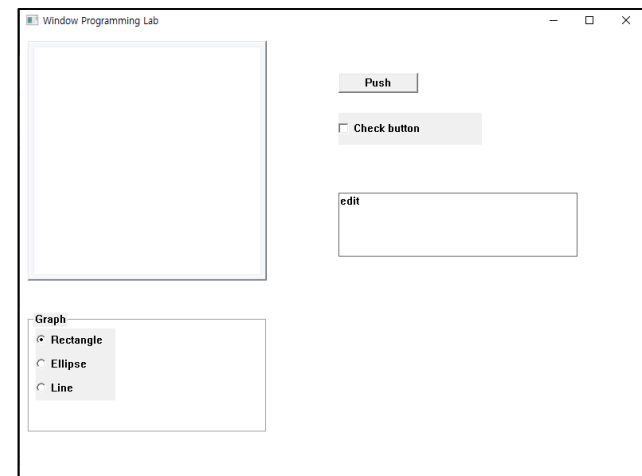 Window Programming Lab
Push
Check button
edit
Graph
Rectangle
Ellipse
Line